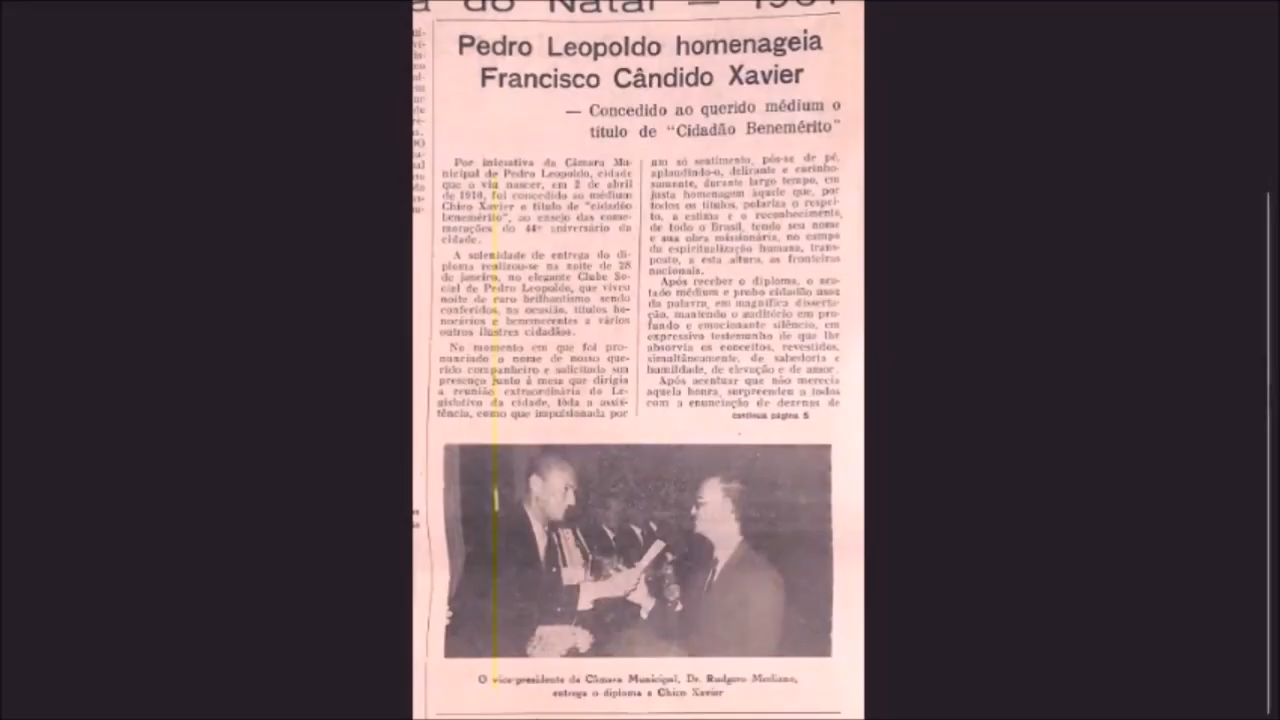 a do Natal — 1961
Pedro Leopoldo homenageia
Francisco Cândido Xavier
— Concedido ao querido médium o
título de "Cidadão Benemérito"
Por iniciativa da Câmara Mu-
nicipal de Pedro Leopoldo, cidade
que o viu nascer, em 2 de abril
de 1910, foi concedido ao médium
Chico Xavier o título de "cidadão
benemérito", ao ensejo das come-
morações do 44º aniversário da
cidade.
A solenidade de entrega do di-
ploma realizou-se na noite de 28
de janeiro, no elegante Clube So-
cial de Pedro Leopoldo, que viveu
noite de raro brilhantismo sendo
conferidos, na ocasião, títulos ho-
norários e benemerentes a vários
outros ilustres cidadãos.
No momento em que foi pro-
nunciado o nome de nosso que-
rido companheiro e solicitada sua
presença junto à mesa que dirigia
a reunião extraordinária do Le-
gislativo da cidade, tôda a assis-
tência, como que impulsionada por
um só sentimento, pôs-se de pé,
aplaudindo-o, delirante e carinho-
samente, durante largo tempo, em
justa homenagem àquele que, por
todos os títulos, polariza o respei-
to, a estima e o reconhecimento
de todo o Brasil, tendo seu nome
e sua obra missionária, no campo
da espiritualização humana, trans-
posto, a esta altura, as fronteiras
nacionais.
Após receber o diploma, o acu-
tado médium e probo cidadão usou
da palavra, em magnífica disserta-
ção, mantendo o auditório em pro-
fundo e emocionante silêncio, em
expressivo testemunho de que lhe
absorvia os conceitos, revestidos,
simultâneamente, de sabedoria e
humildade, de elevação e de amor.
Após acentuar que não merecia
aquela honra, surpreendeu a todos
com a enunciação de dezenas de
continua página 5
O vice-presidente da Câmara Municipal, Dr. Rudgero
entrega o diploma a Chico Xavier